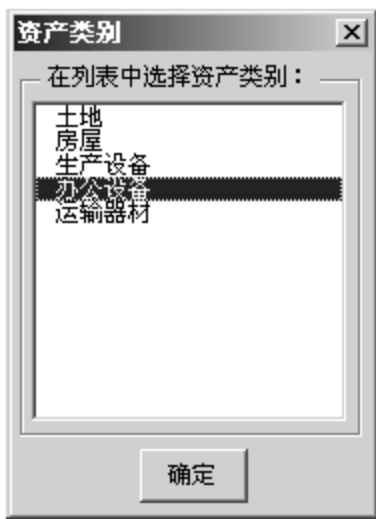 资产类别
在列表中选择资产类别：
土地
房屋
生产设备
办公设备
运输器材
确定